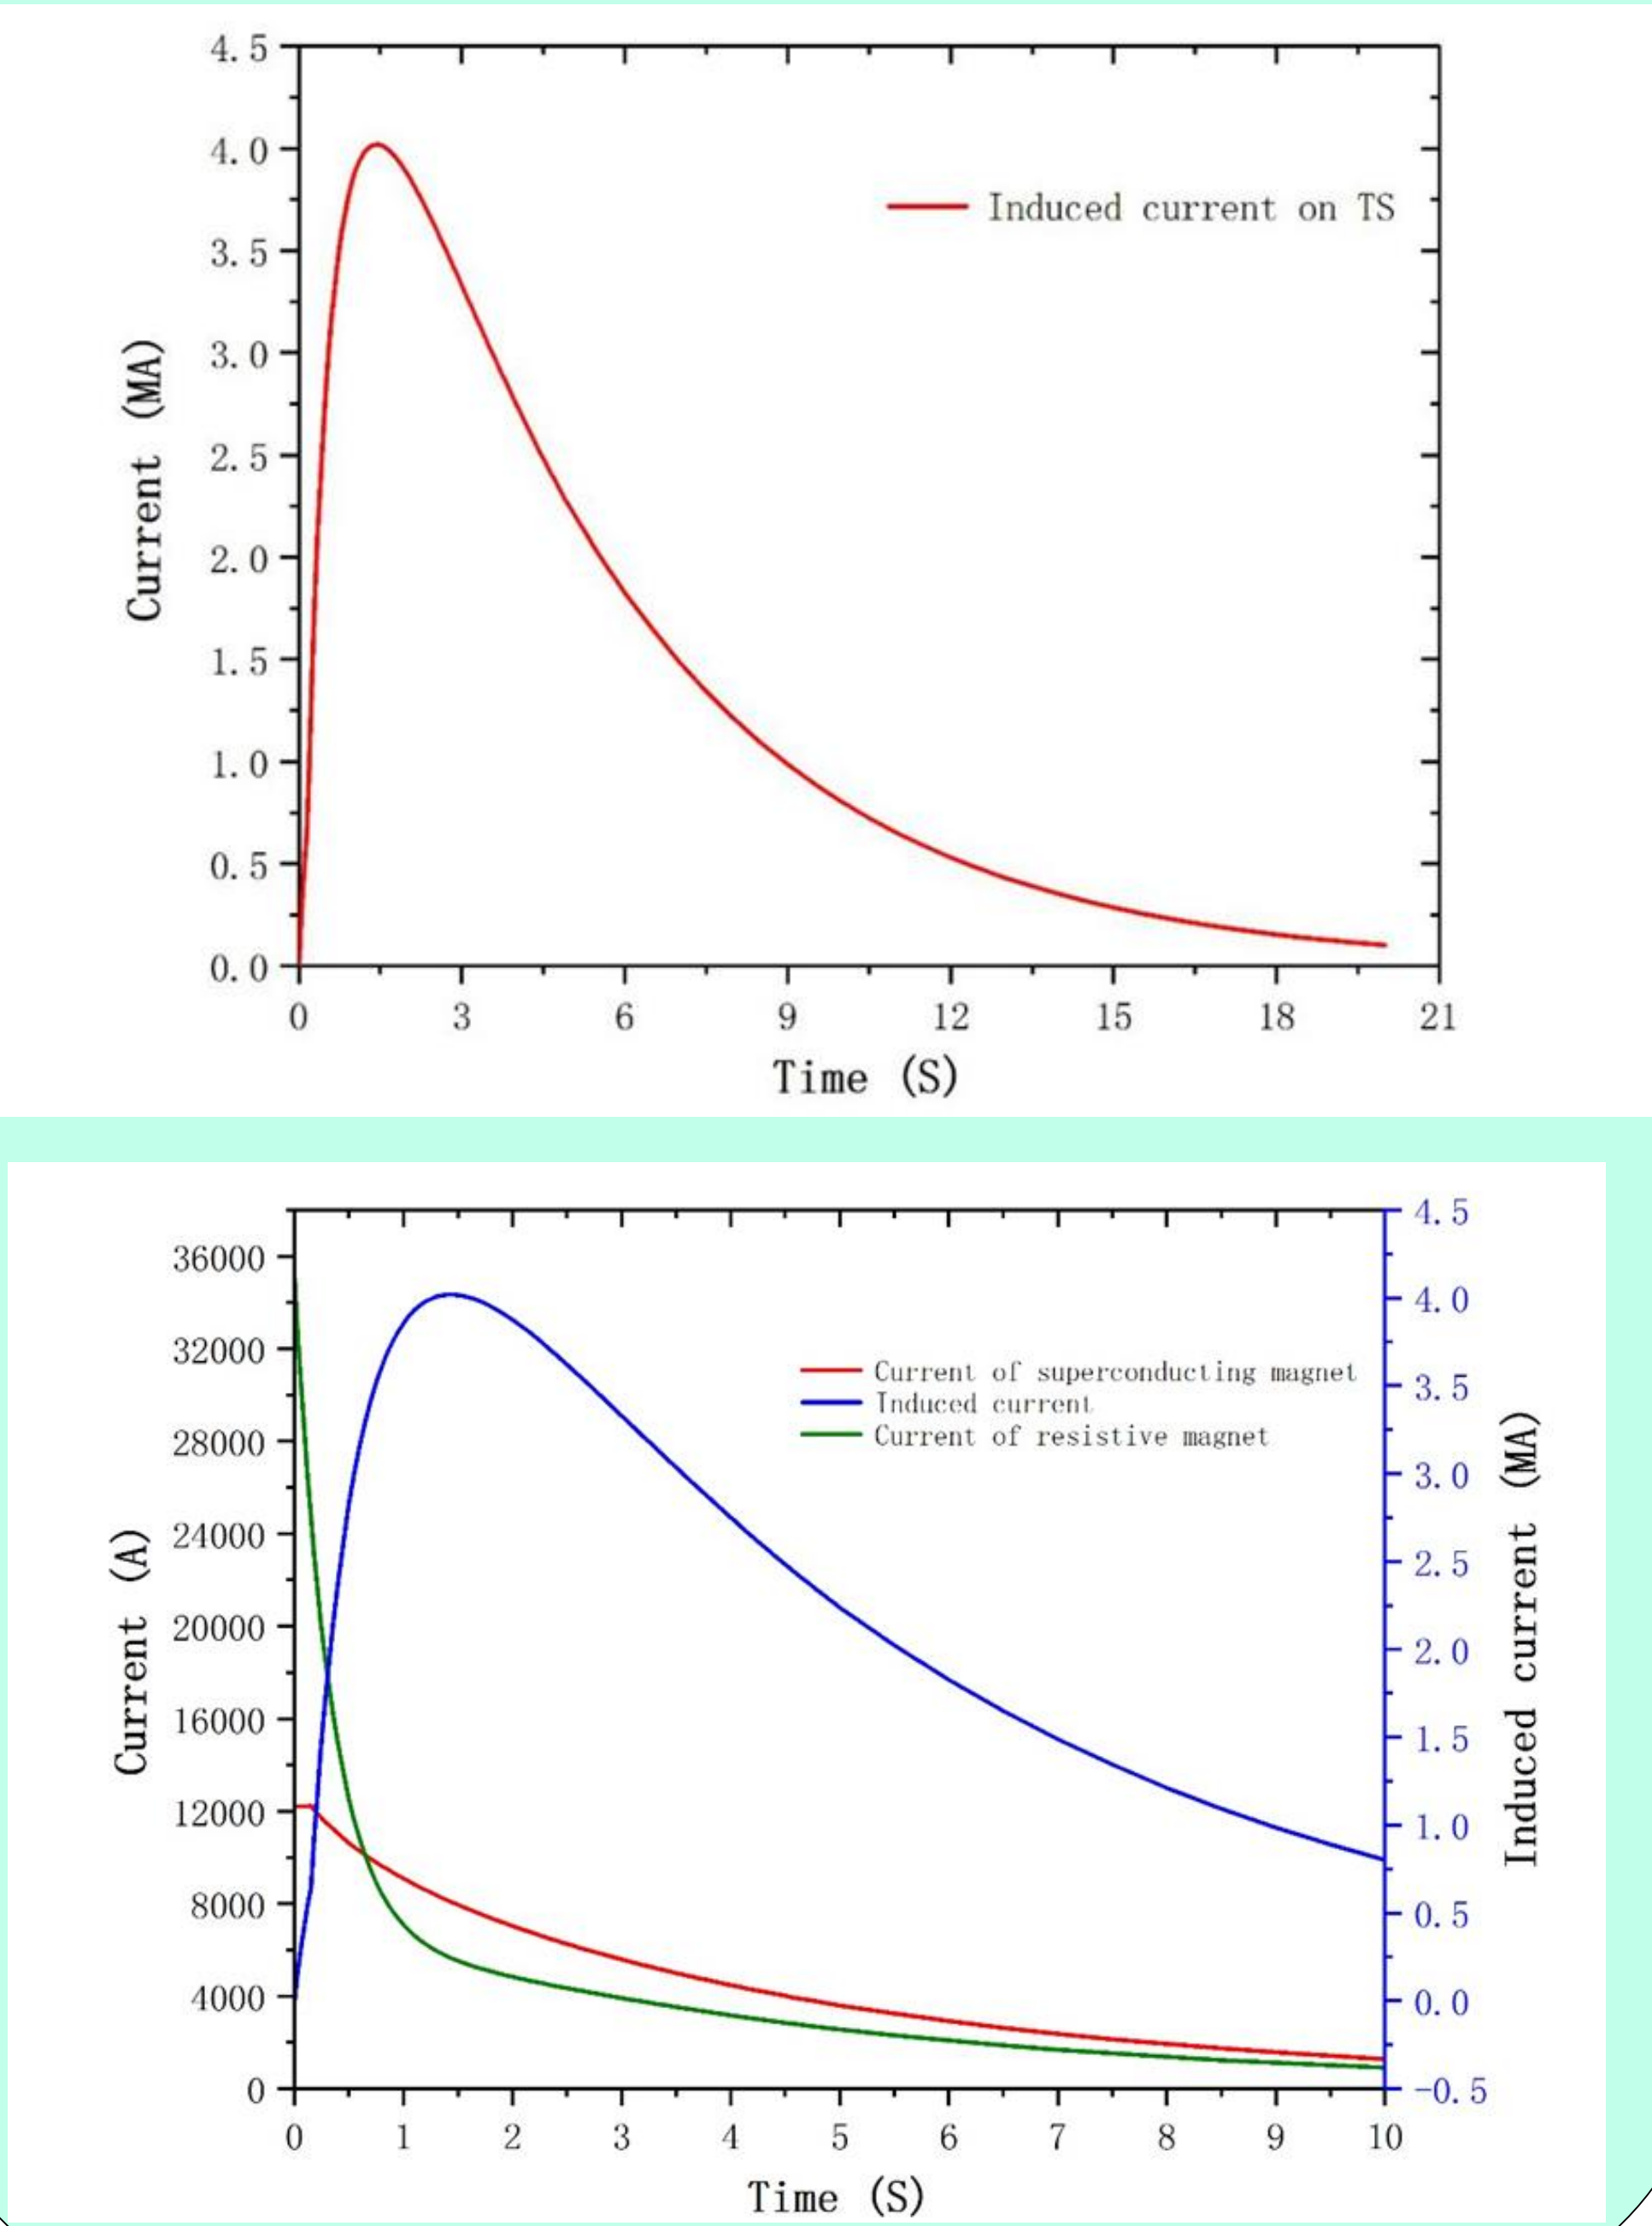 4.5
4.0
3.5
3.0
2.5
2.0
1.5
1.0
0.5
0.0
Current (MA)
Induced current on TS
0 3 6 9 12 15 18 21
Time (S)
36000
32000
28000
24000
20000
16000
12000
8000
4000
0
Current (A)
Current of superconducting magnet
Induced current
Current of resistive magnet
4.5
4.0
3.5
3.0
2.5
2.0
1.5
1.0
0.5
0.0
-0.5
Induced current (MA)
0 1 2 3 4 5 6 7 8 9 10
Time (S)